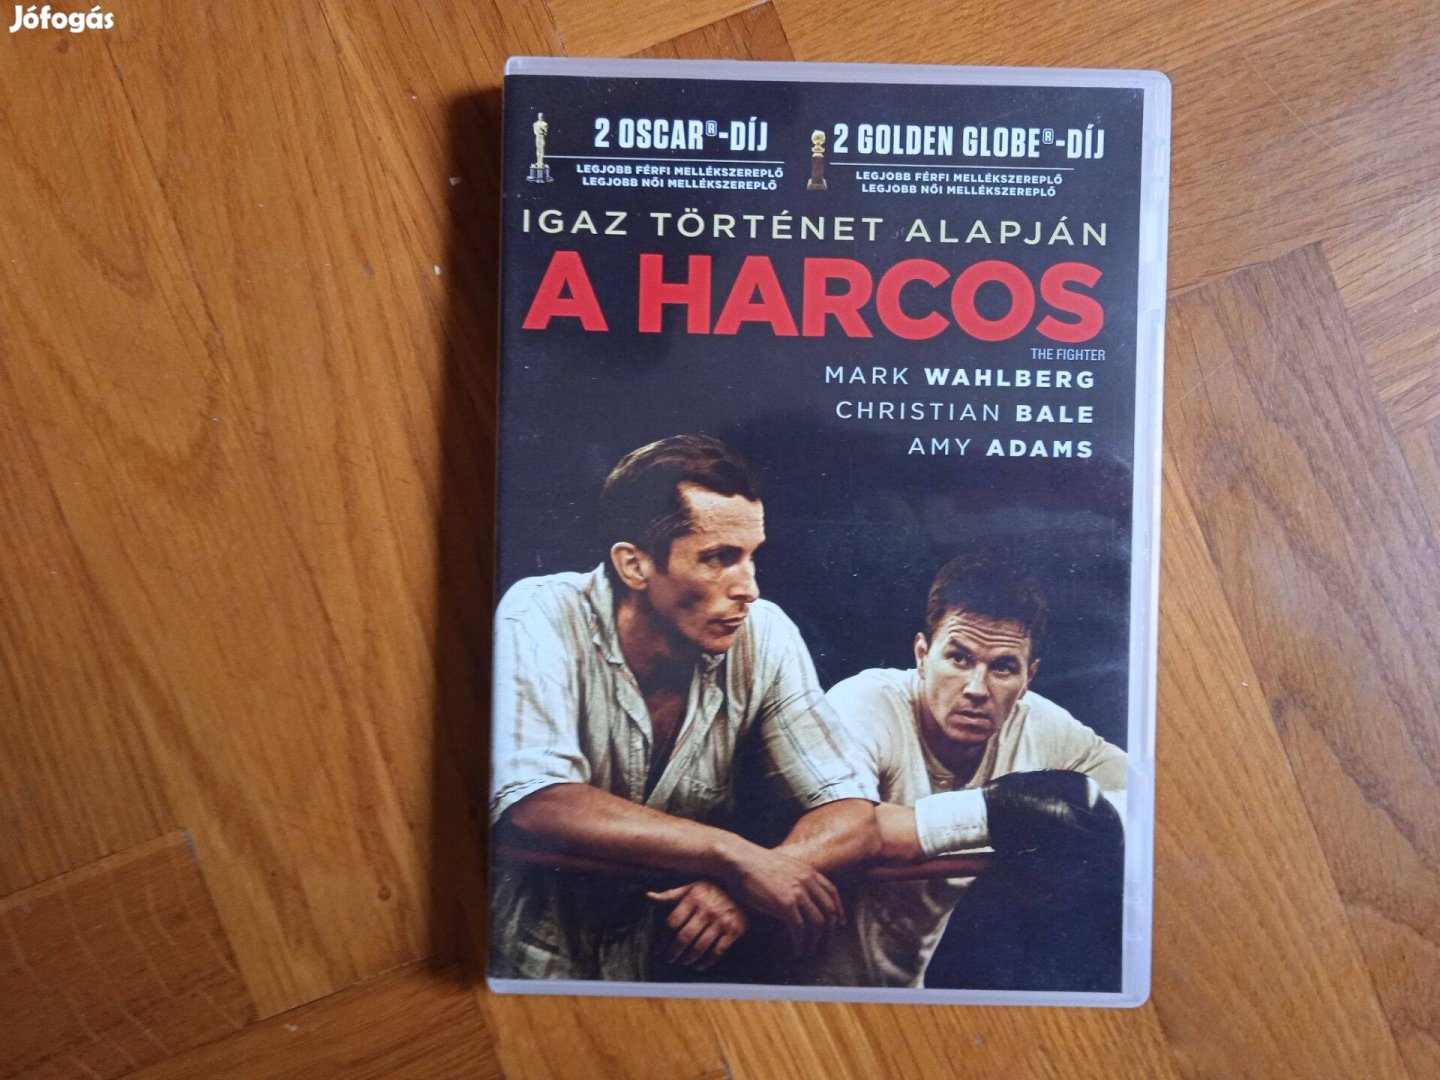 Jófogás
2 OSCAR®-DÍJ
LEGJOBB FÉRFI MELLÉKSZEREPLŐ
LEGJOBB NŐI MELLÉKSZEREPLŐ
2 GOLDEN GLOBE®-DÍJ
LEGJOBB FÉRFI MELLÉKSZEREPLŐ
LEGJOBB NŐI MELLÉKSZEREPLŐ
IGAZ TÖRTÉNET ALAPJÁN
A HARCOS
THE FIGHTER
MARK WAHLBERG
CHRISTIAN BALE
AMY ADAMS